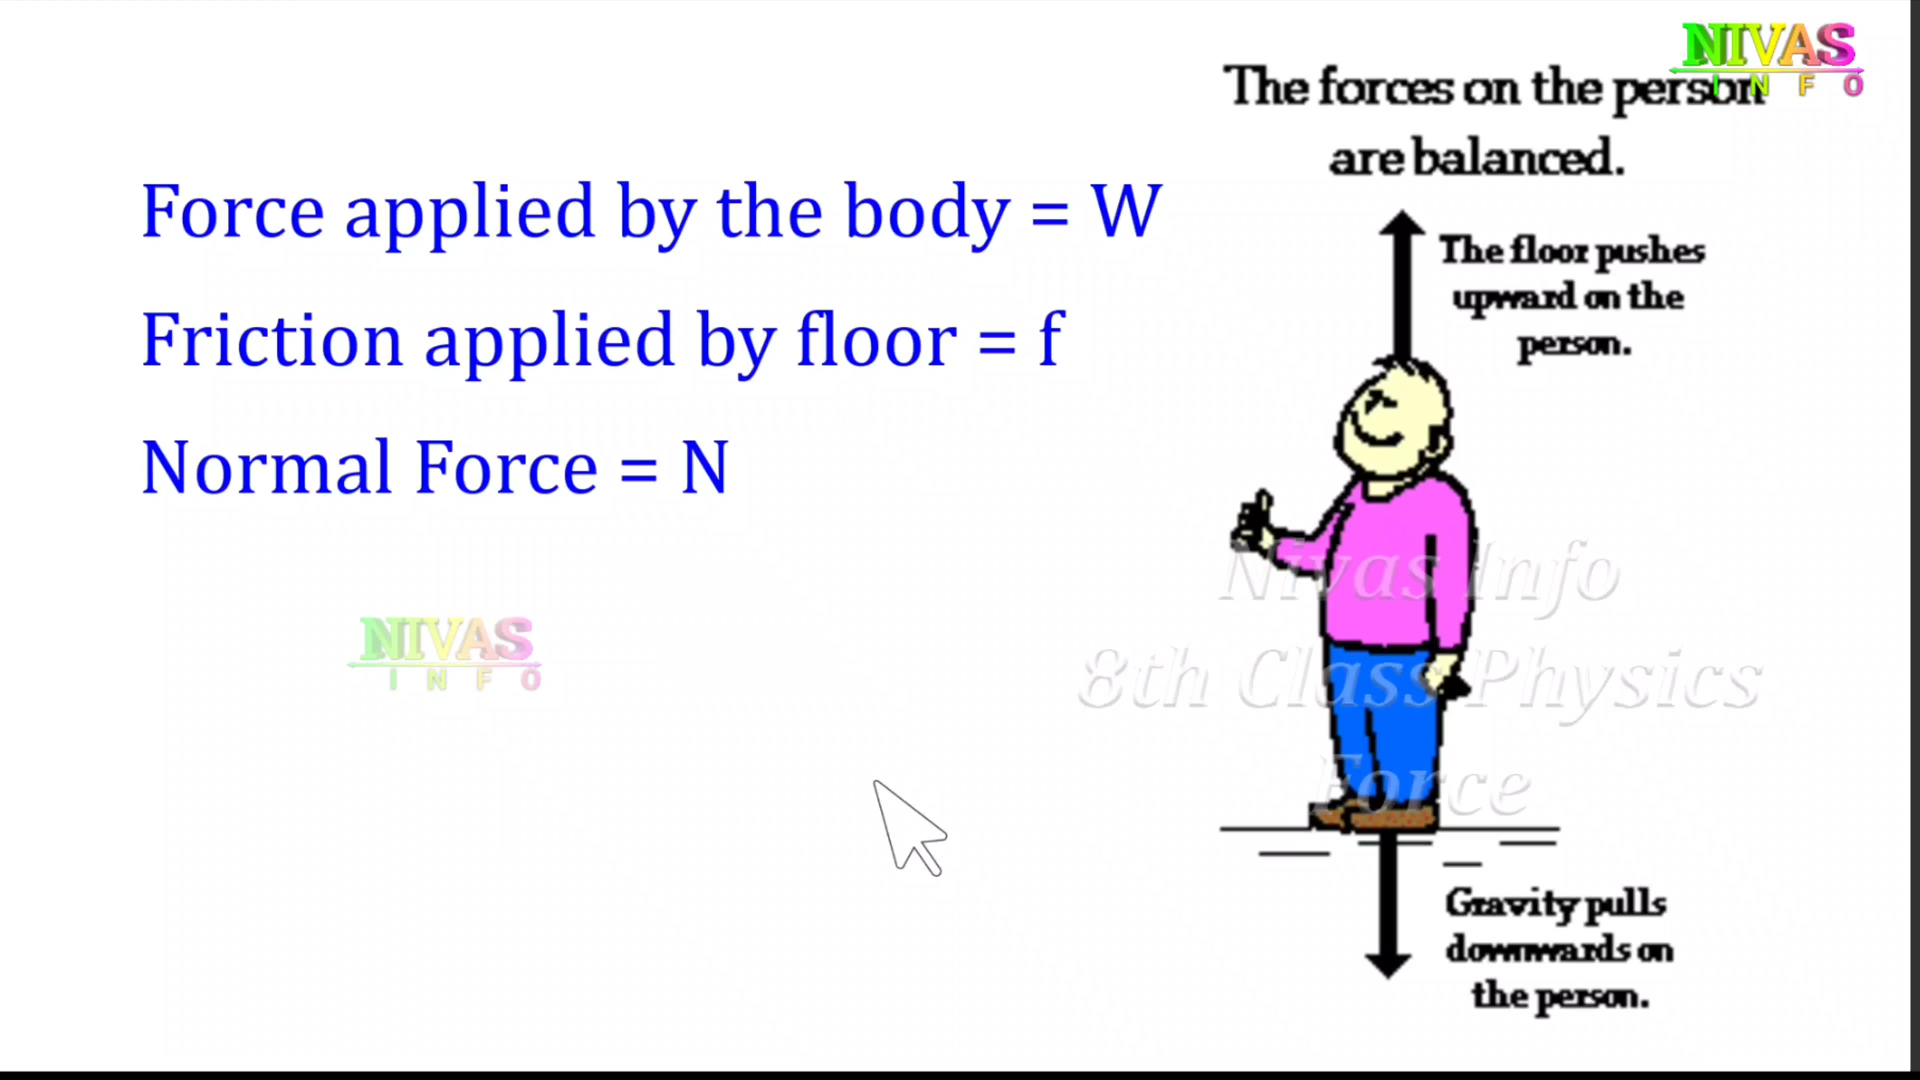 NIVAS
INFO
The forces on the person
are balanced.
Force applied by the body = W
Friction applied by floor = f
Normal Force = N
The floor pushes
upward on the
person.
Nivas Info
8th Class Physics
Force
NIVAS
INFO
Gravity pulls
downwards on
the person.